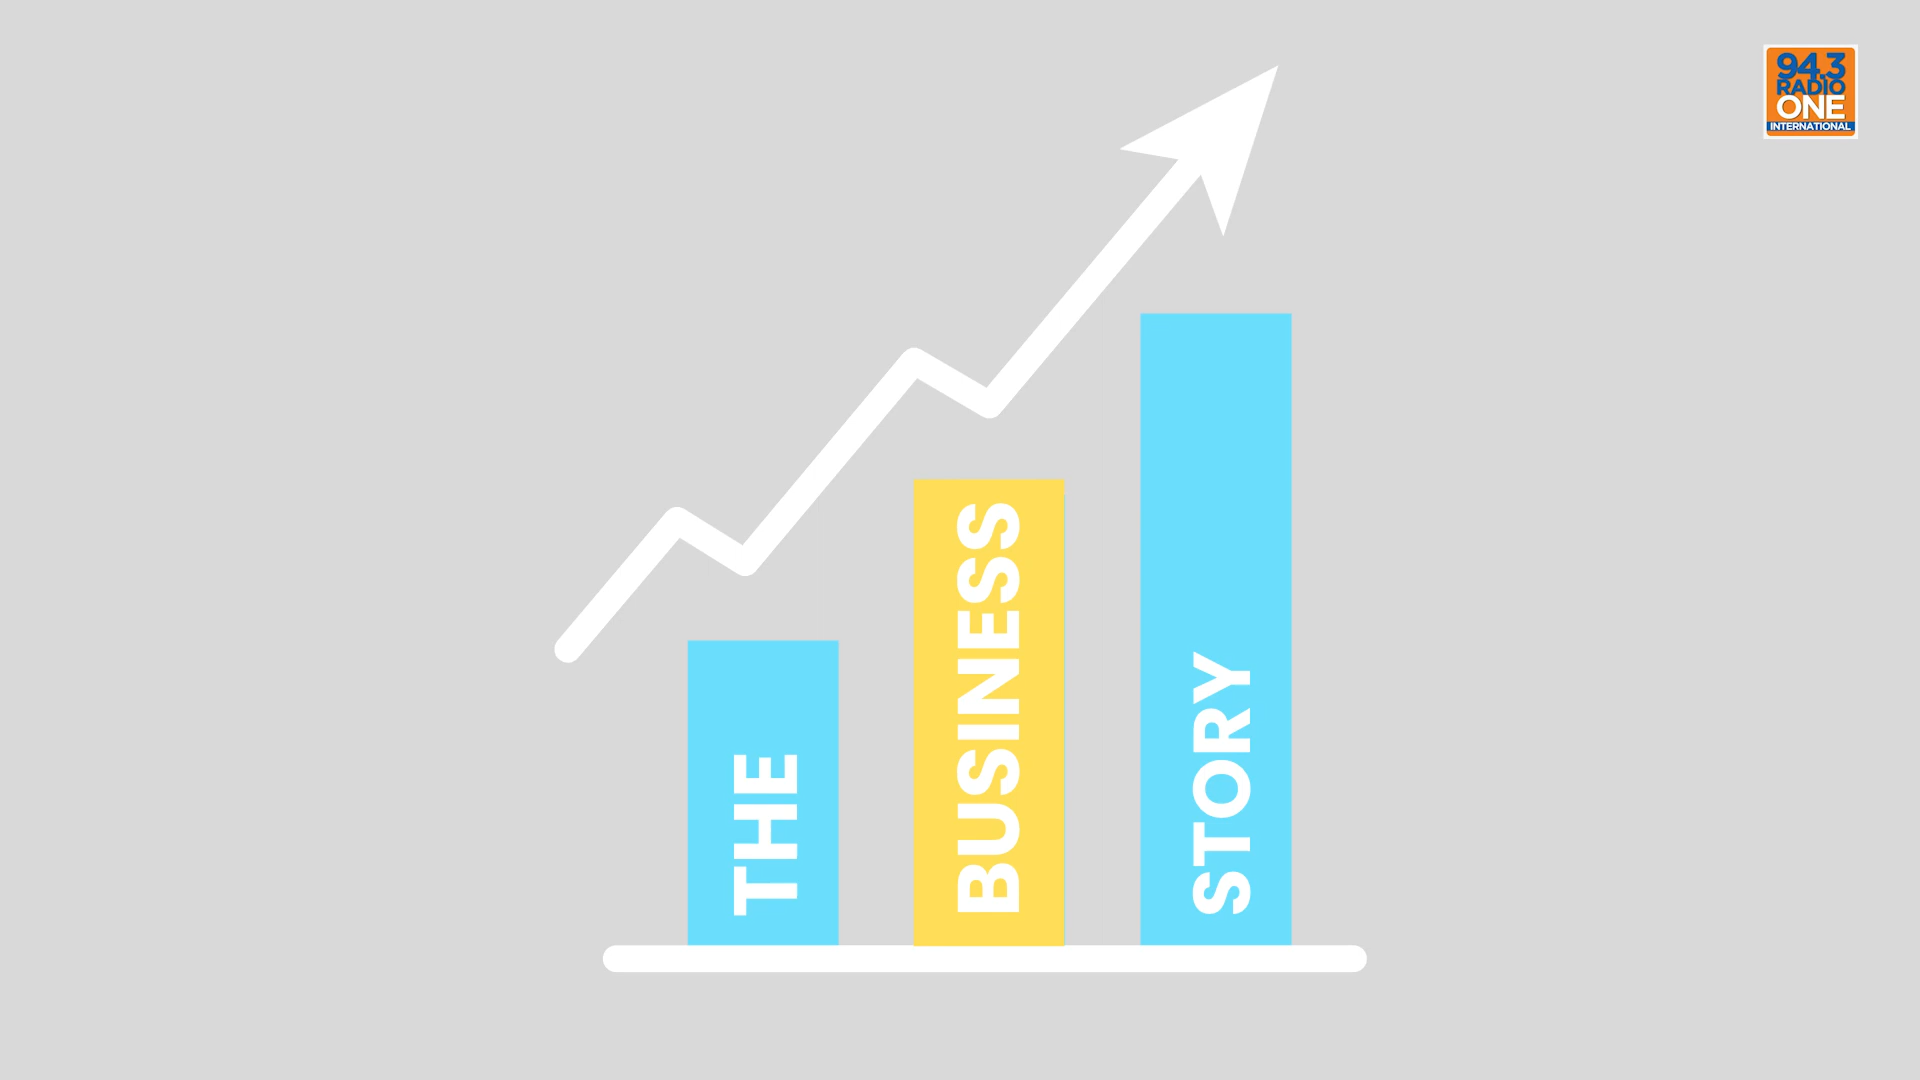 THE
BUSINESS
STORY
94.3
RADIO
ONE
INTERNATIONAL